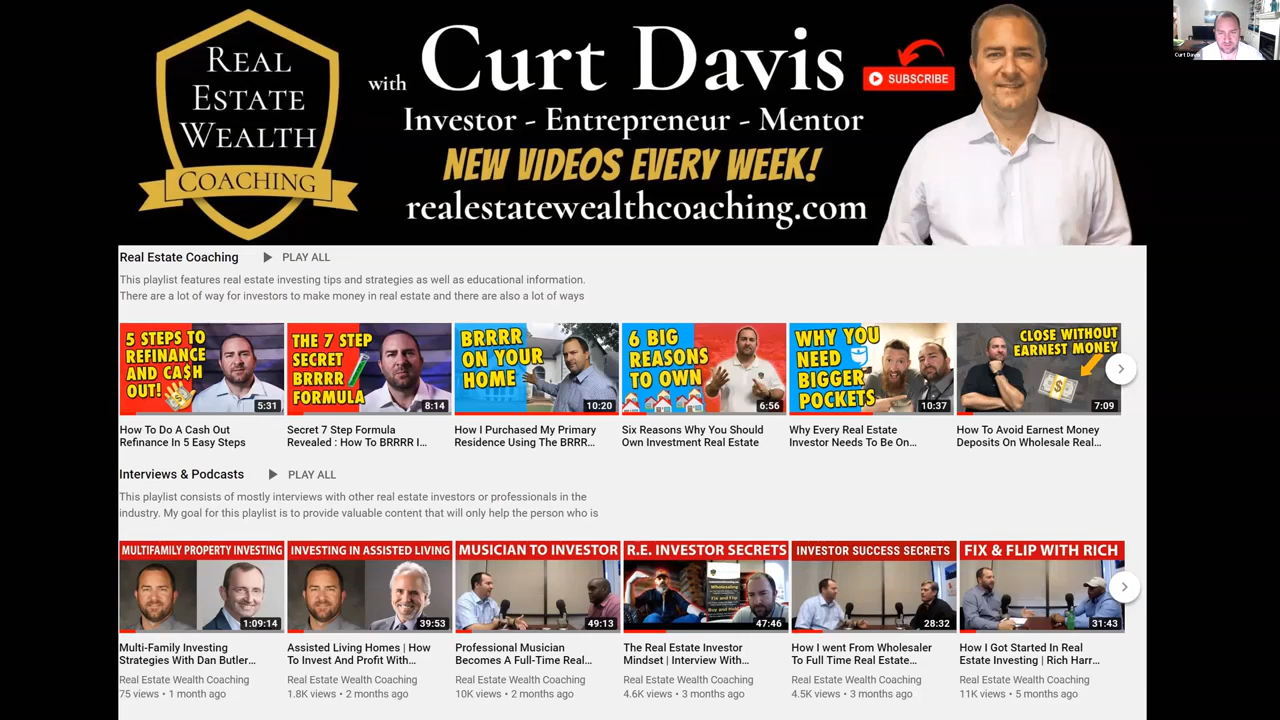 REAL
ESTATE
WEALTH
COACHING
with Curt Davis
SUBSCRIBE
Investor - Entrepreneur - Mentor
NEW VIDEOS EVERY WEEK!
realestatewealthcoaching.com
Curt Davis
Real Estate Coaching PLAY ALL
This playlist features real estate investing tips and strategies as well as educational information.
There are a lot of way for investors to make money in real estate and there are also a lot of ways
5 STEPS TO
REFINANCE
AND CA$H
OUT!
5:31
THE 7 STEP
SECRET
BRRRR
FORMULA
8:14
BRRRR
ON YOUR
HOME
10:20
6 BIG
REASONS
TO OWN
6:56
WHY YOU
NEED
BIGGER
POCKETS
10:37
CLOSE WITHOUT
EARNEST MONEY
7:09
How To Do A Cash Out
Refinance In 5 Easy Steps
Secret 7 Step Formula
Revealed : How To BRRRR I...
How I Purchased My Primary
Residence Using The BRRR...
Six Reasons Why You Should
Own Investment Real Estate
Why Every Real Estate
Investor Needs To Be On...
How To Avoid Earnest Money
Deposits On Wholesale Real...
Interviews & Podcasts PLAY ALL
This playlist consists of mostly interviews with other real estate investors or professionals in the
industry. My goal for this playlist is to provide valuable content that will only help the person who is
MULTIFAMILY PROPERTY INVESTING
1:09:14
INVESTING IN ASSISTED LIVING
39:53
MUSICIAN TO INVESTOR
49:13
R.E. INVESTOR SECRETS
Wholesaling
Fix and Flip
Buy and Hold
47:46
INVESTOR SUCCESS SECRETS
28:32
FIX & FLIP WITH RICH
31:43
Multi-Family Investing
Strategies With Dan Butler...
Real Estate Wealth Coaching
75 views • 1 month ago
Assisted Living Homes | How
To Invest And Profit With...
Real Estate Wealth Coaching
1.8K views • 2 months ago
Professional Musician
Becomes A Full-Time Real...
Real Estate Wealth Coaching
10K views • 2 months ago
The Real Estate Investor
Mindset | Interview With...
Real Estate Wealth Coaching
4.6K views • 3 months ago
How I went From Wholesaler
To Full Time Real Estate...
Real Estate Wealth Coaching
4.5K views • 3 months ago
How I Got Started In Real
Estate Investing | Rich Harr...
Real Estate Wealth Coaching
11K views • 5 months ago